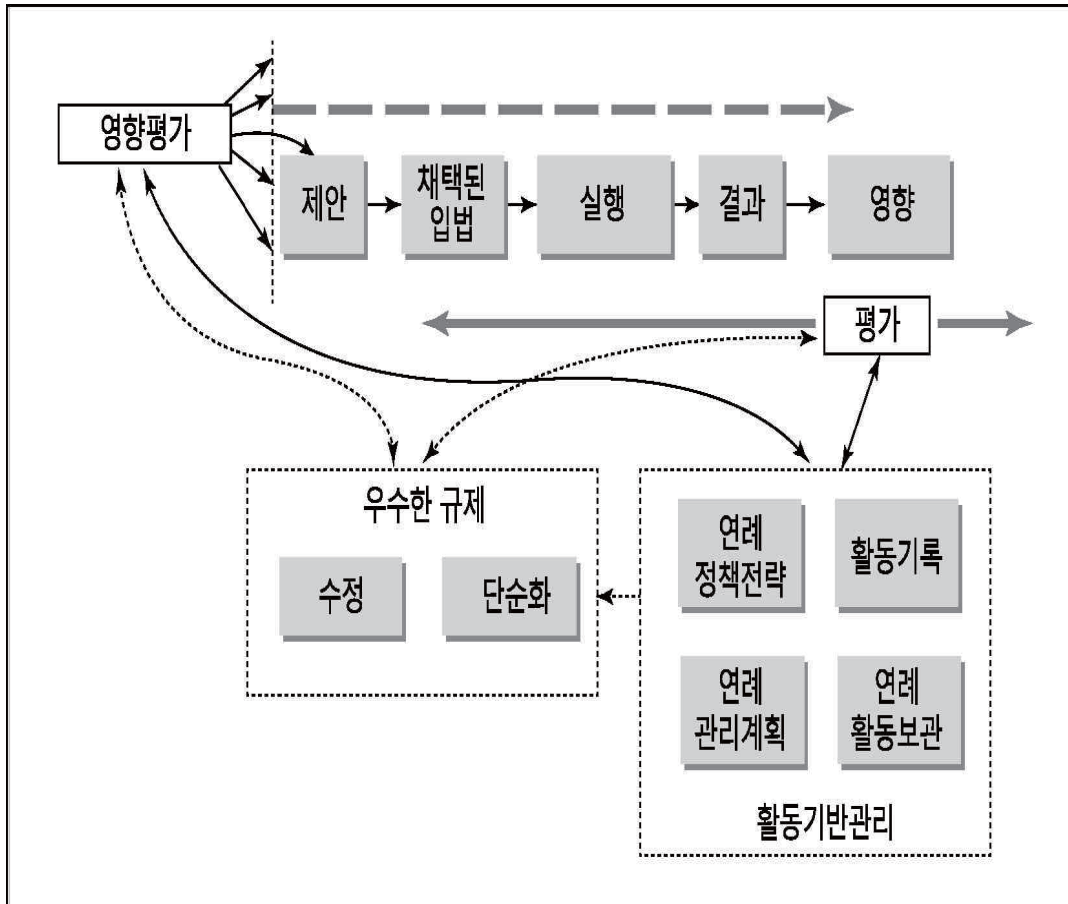 영향평가
제안
채택된
입법
실행
결과
영향
평가
우수한 규제
수정
단순화
연례
정책전략
활동기록
연례
관리계획
연례
활동보관
활동기반관리